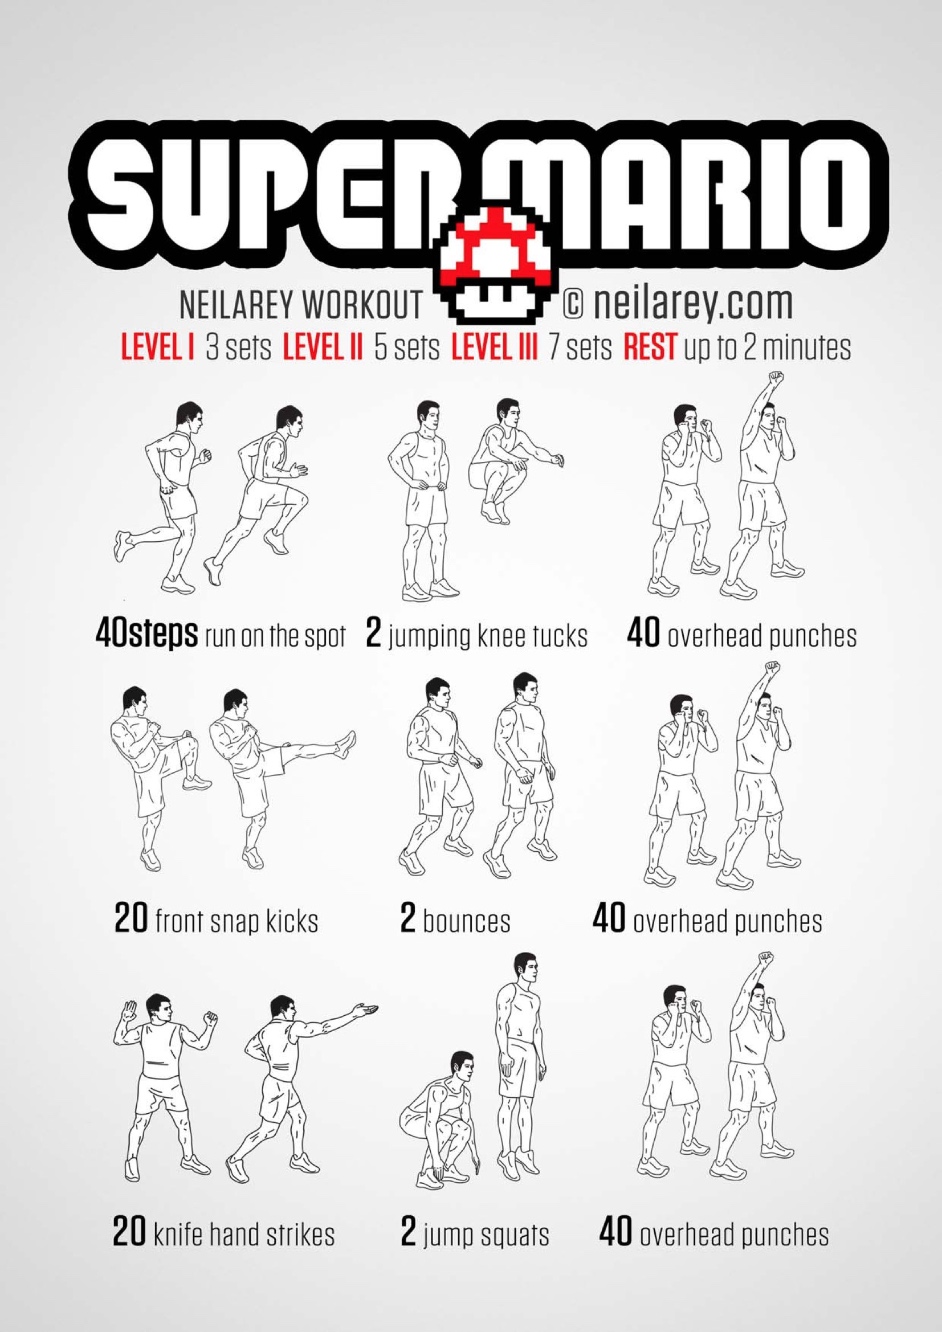 SUPER MARIO
NEILAREY WORKOUT © neilarey.com
LEVEL I 3 sets LEVEL II 5 sets LEVEL III 7 sets REST up to 2 minutes
40steps run on the spot 2 jumping knee tucks 40 overhead punches
20 front snap kicks 2 bounces 40 overhead punches
20 knife hand strikes 2 jump squats 40 overhead punches